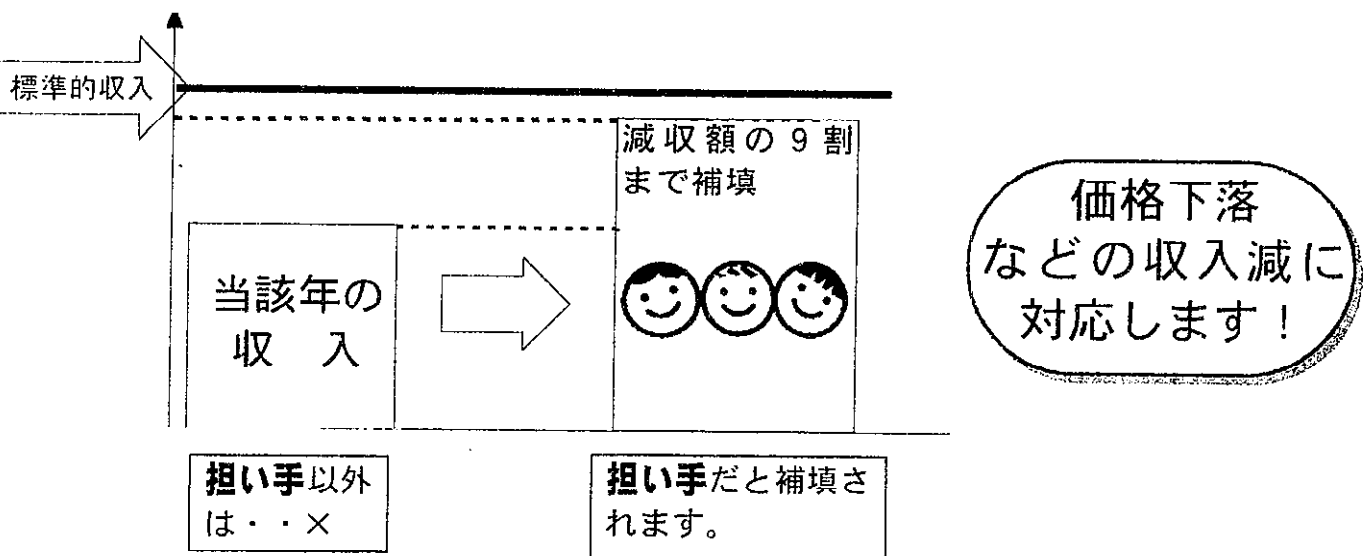 標準的収入
減収額の９割
まで補填
当該年の
収　入
価格下落
などの収入減に
対応します！
担い手以外
は・・×
担い手だと補填さ
れます。